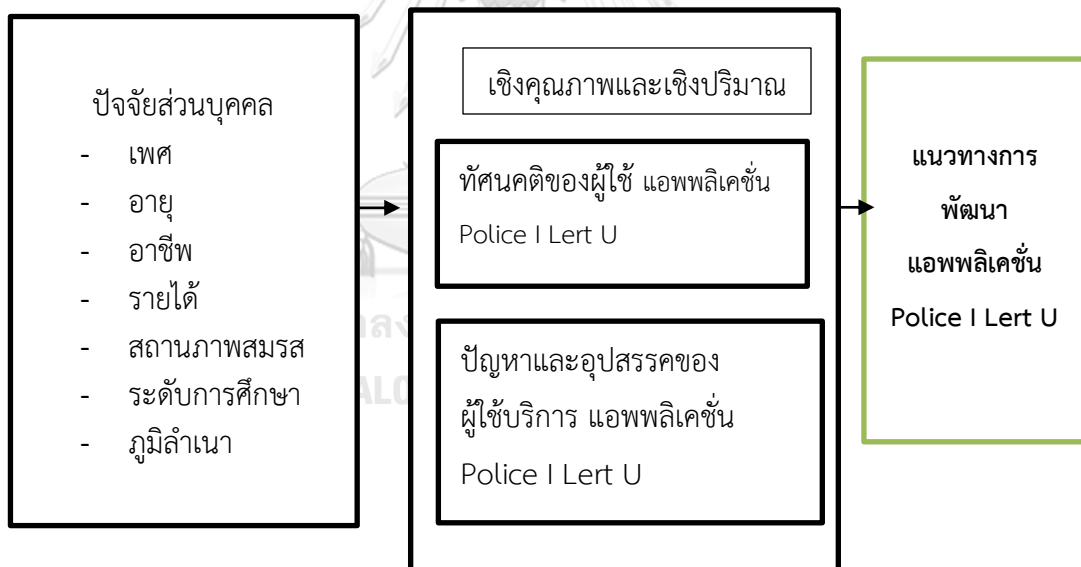 ปัจจัยส่วนบุคคล
- เพศ
- อายุ
- อาชีพ
- รายได้
- สถานภาพสมรส
- ระดับการศึกษา
- ภูมิลำเนา
เชิงคุณภาพและเชิงปริมาณ
ทัศนคติของผู้ใช้ แอพพลิเคชั่น
Police I Lert U
ปัญหาและอุปสรรคของ
ผู้ใช้บริการ แอพพลิเคชั่น
Police I Lert U
แนวทางการ
พัฒนา
แอพพลิเคชั่น
Police I Lert U